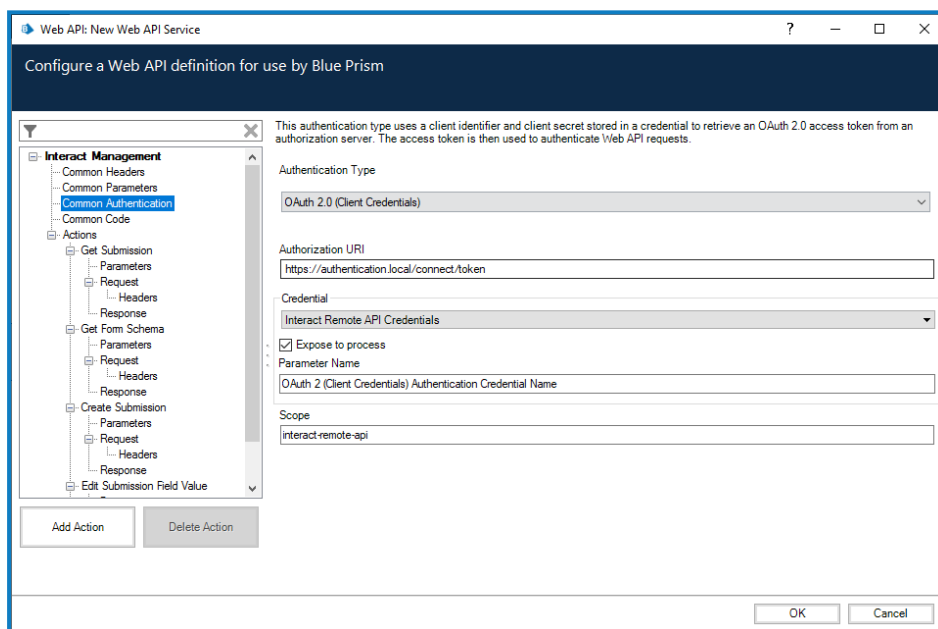 Web API: New Web API Service
Configure a Web API definition for use by Blue Prism
Interact Management
Common Headers
Common Parameters
Common Authentication
Common Code
Actions
Get Submission
Parameters
Request
Headers
Response
Get Form Schema
Parameters
Request
Headers
Response
Create Submission
Parameters
Request
Headers
Response
Edit Submission Field Value
Add Action
Delete Action
This authentication type uses a client identifier and client secret stored in a credential to retrieve an OAuth 2.0 access token from an
authorization server. The access token is then used to authenticate Web API requests.
Authentication Type
OAuth 2.0 (Client Credentials)
Authorization URI
https://authentication.local/connect/token
Credential
Interact Remote API Credentials
Expose to process
Parameter Name
OAuth 2 (Client Credentials) Authentication Credential Name
Scope
interact-remote-api
OK
Cancel